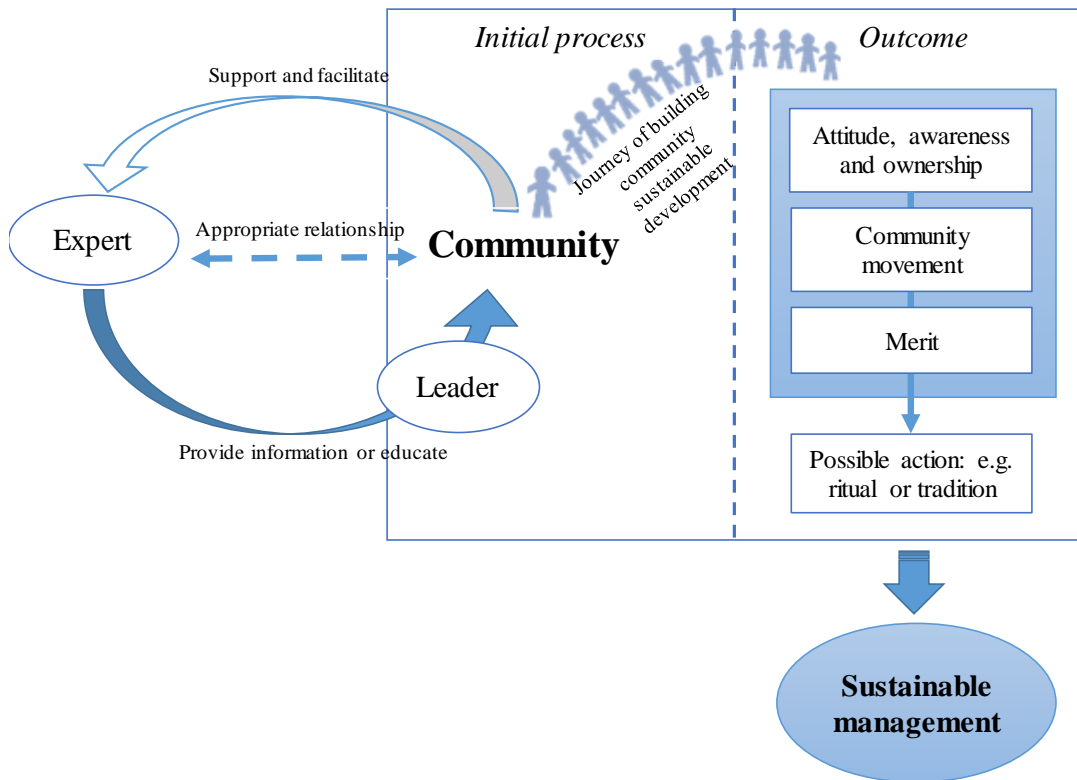 Initial process
Outcome
Support and facilitate
Journey of building
community
sustainable
development
Attitude, awareness
and ownership
Expert
Appropriate relationship
Community
Community
movement
Merit
Leader
Provide information or educate
Possible action: e.g.
ritual or tradition
Sustainable
management